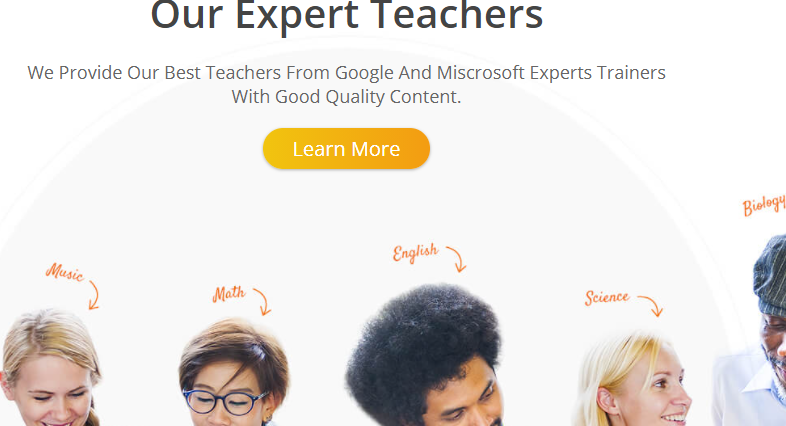 Our Expert Teachers
We Provide Our Best Teachers From Google And Miscrosoft Experts Trainers
With Good Quality Content.
Learn More
Biology
English
Music
Math
Science